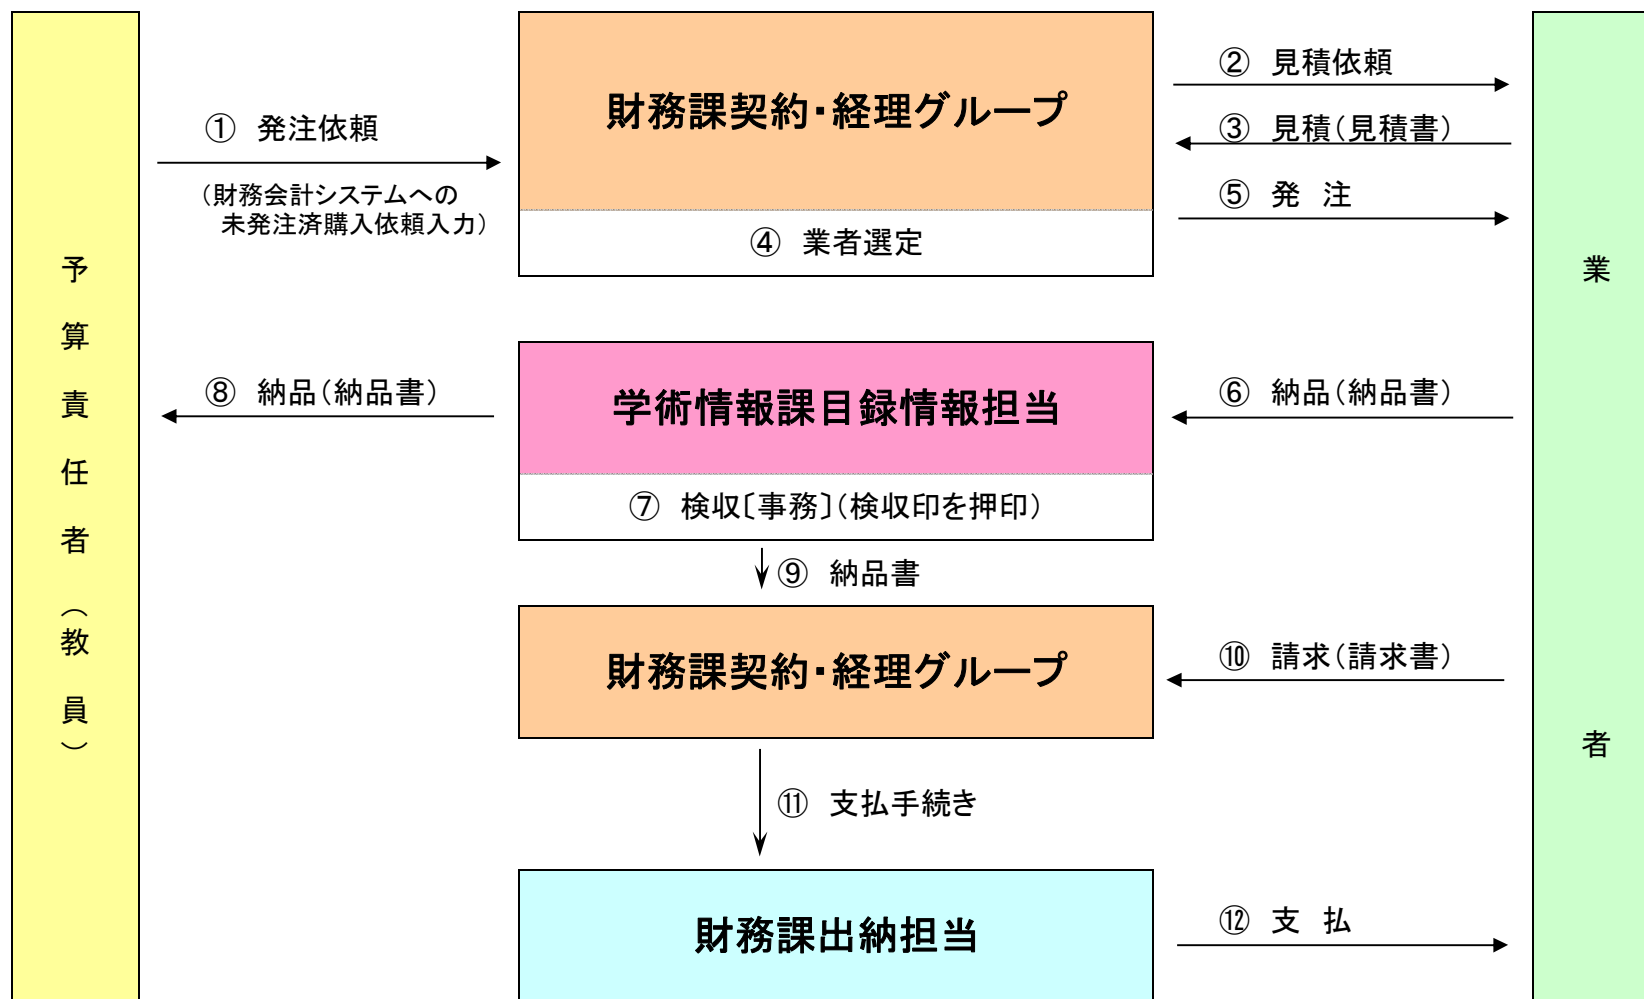 予算責任者（教員）
① 発注依頼
（財務会計システムへの
未発注済購入依頼入力）
財務課契約・経理グループ
④ 業者選定
② 見積依頼
③ 見積（見積書）
⑤ 発 注
業者
⑧ 納品（納品書）
学術情報課目録情報担当
⑦ 検収〔事務〕（検収印を押印）
⑥ 納品（納品書）
⑨ 納品書
財務課契約・経理グループ
⑩ 請求（請求書）
⑪ 支払手続き
財務課出納担当
⑫ 支 払